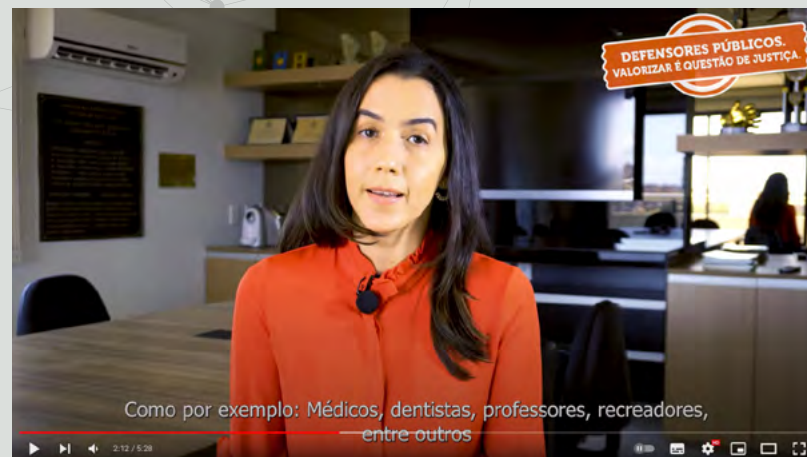 DEFENSORES PÚBLICOS.
VALORIZAR É QUESTÃO DE JUSTIÇA.
Como por exemplo: Médicos, dentistas, professores, recreadores,
entre outros
2:12 / 5:28